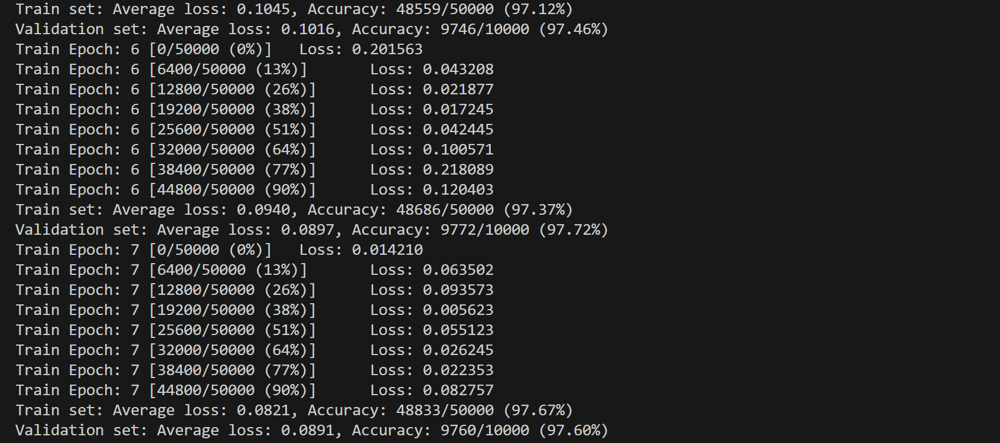 Train set: Average loss: 0.1045, Accuracy: 48559/50000 (97.12%)
Validation set: Average loss: 0.1016, Accuracy: 9746/10000 (97.46%)
Train Epoch: 6 [0/50000 (0%)]	Loss: 0.201563
Train Epoch: 6 [6400/50000 (13%)]	Loss: 0.043208
Train Epoch: 6 [12800/50000 (26%)]	Loss: 0.021877
Train Epoch: 6 [19200/50000 (38%)]	Loss: 0.017245
Train Epoch: 6 [25600/50000 (51%)]	Loss: 0.042445
Train Epoch: 6 [32000/50000 (64%)]	Loss: 0.100571
Train Epoch: 6 [38400/50000 (77%)]	Loss: 0.218089
Train Epoch: 6 [44800/50000 (90%)]	Loss: 0.120403
Train set: Average loss: 0.0940, Accuracy: 48686/50000 (97.37%)
Validation set: Average loss: 0.0897, Accuracy: 9772/10000 (97.72%)
Train Epoch: 7 [0/50000 (0%)]	Loss: 0.014210
Train Epoch: 7 [6400/50000 (13%)]	Loss: 0.063502
Train Epoch: 7 [12800/50000 (26%)]	Loss: 0.093573
Train Epoch: 7 [19200/50000 (38%)]	Loss: 0.005623
Train Epoch: 7 [25600/50000 (51%)]	Loss: 0.055123
Train Epoch: 7 [32000/50000 (64%)]	Loss: 0.026245
Train Epoch: 7 [38400/50000 (77%)]	Loss: 0.022353
Train Epoch: 7 [44800/50000 (90%)]	Loss: 0.082757
Train set: Average loss: 0.0821, Accuracy: 48833/50000 (97.67%)
Validation set: Average loss: 0.0891, Accuracy: 9760/10000 (97.60%)